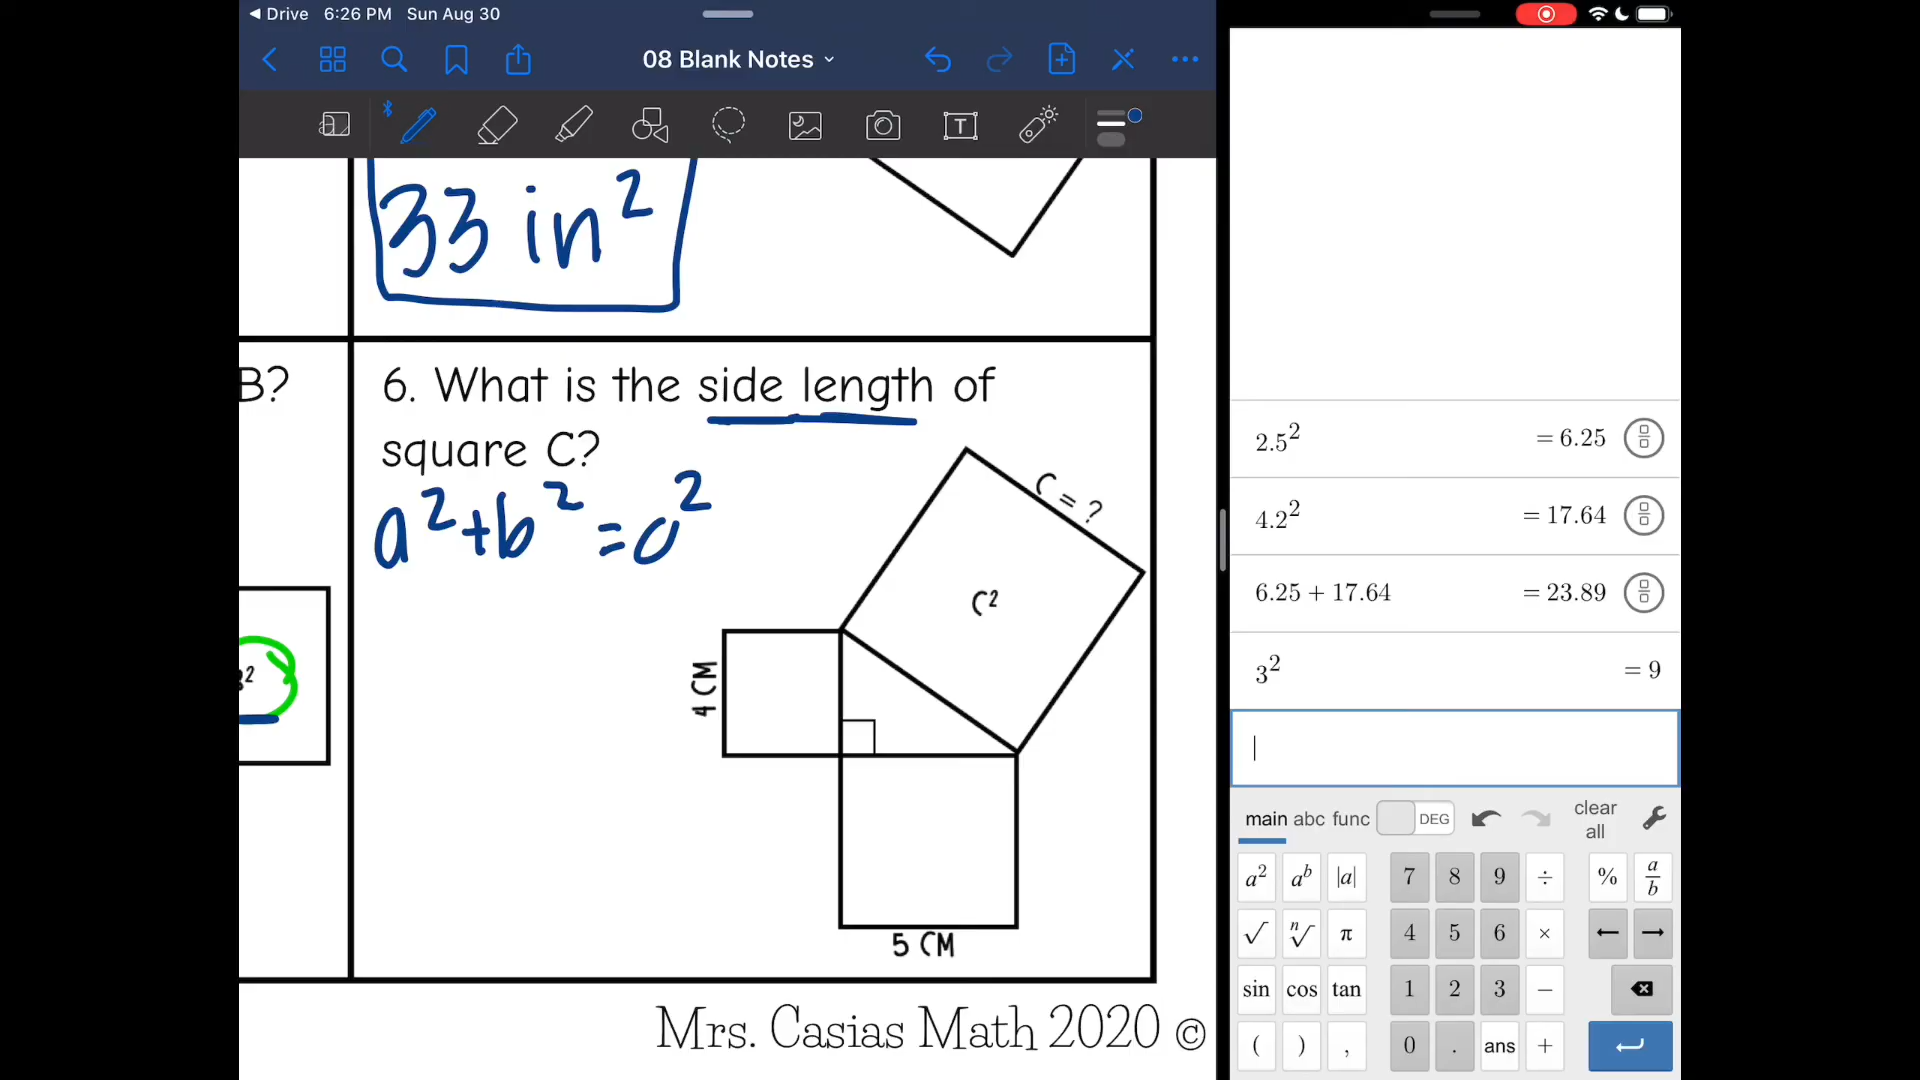 Drive 6:26 PM Sun Aug 30
08 Blank Notes
T
33 in²
B?
6. What is the side length of
square C?
a²+b²=c²
C = ?
C²
4 CM
5 CM
Mrs. Casias Math 2020 ©
2.5² = 6.25
4.2² = 17.64
6.25 + 17.64 = 23.89
3² = 9
main abc func DEG clear all
a² aᵇ |a| 7 8 9 ÷ % a/b
√ ⁿ√ π 4 5 6 × ← →
sin cos tan 1 2 3 −
( ) , 0 . ans +